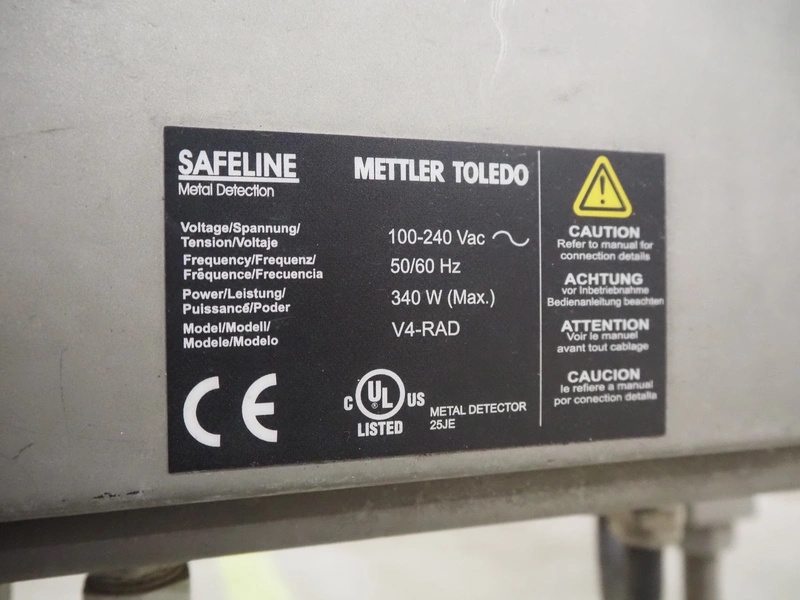 SAFELINE
Metal Detection
METTLER TOLEDO
Voltage/Spannung/
Tension/Voltaje
100-240 Vac
Frequency/Frequenz/
Frëquence/Frecuencia
50/60 Hz
Power/Leistung/
Puissancé/Poder
340 W (Max.)
Model/Modell/
Modele/Modelo
V4-RAD
CE
C UL US
®
LISTED
METAL DETECTOR
25JE
CAUTION
Refer to manual for
connection details
ACHTUNG
vor Inbetriebnahme
Bedienanleitung beachten
ATTENTION
Voir le manuel
avant tout cablage
CAUCION
le refiere a manual
por conection detalla